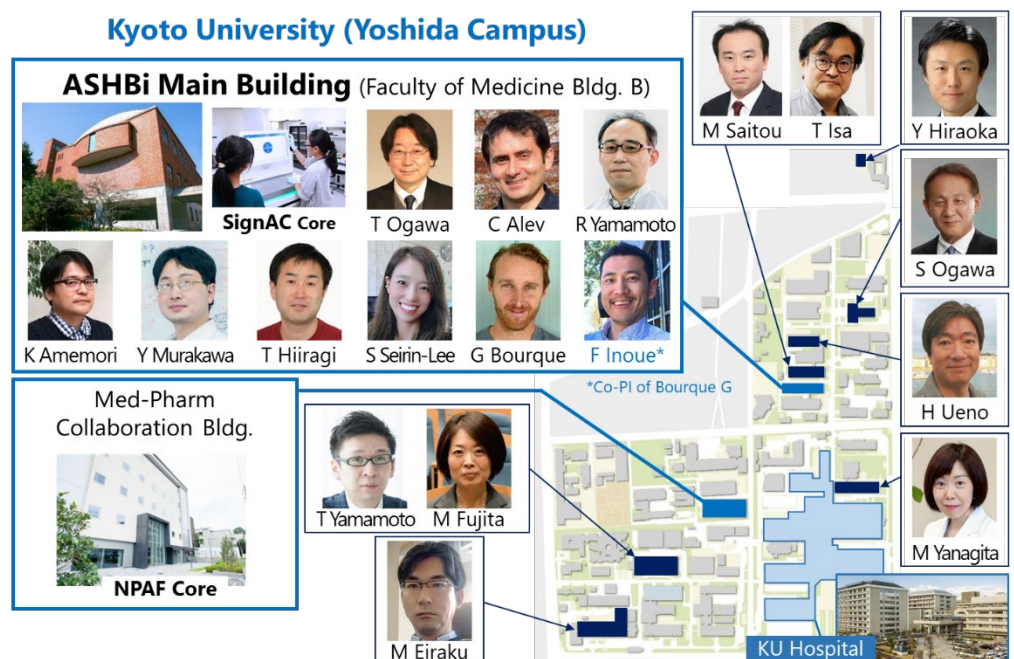 Kyoto University (Yoshida Campus)
ASHBi Main Building (Faculty of Medicine Bldg. B)
SignAC Core
T Ogawa
C Alev
R Yamamoto
K Amemori
Y Murakawa
T Hiiragi
S Seirin-Lee
G Bourque
F Inoue*
*Co-PI of Bourque G
M Saitou
T Isa
Y Hiraoka
S Ogawa
H Ueno
M Yanagita
Med-Pharm
Collaboration Bldg.
NPAF Core
T Yamamoto
M Fujita
M Eiraku
KU Hospital